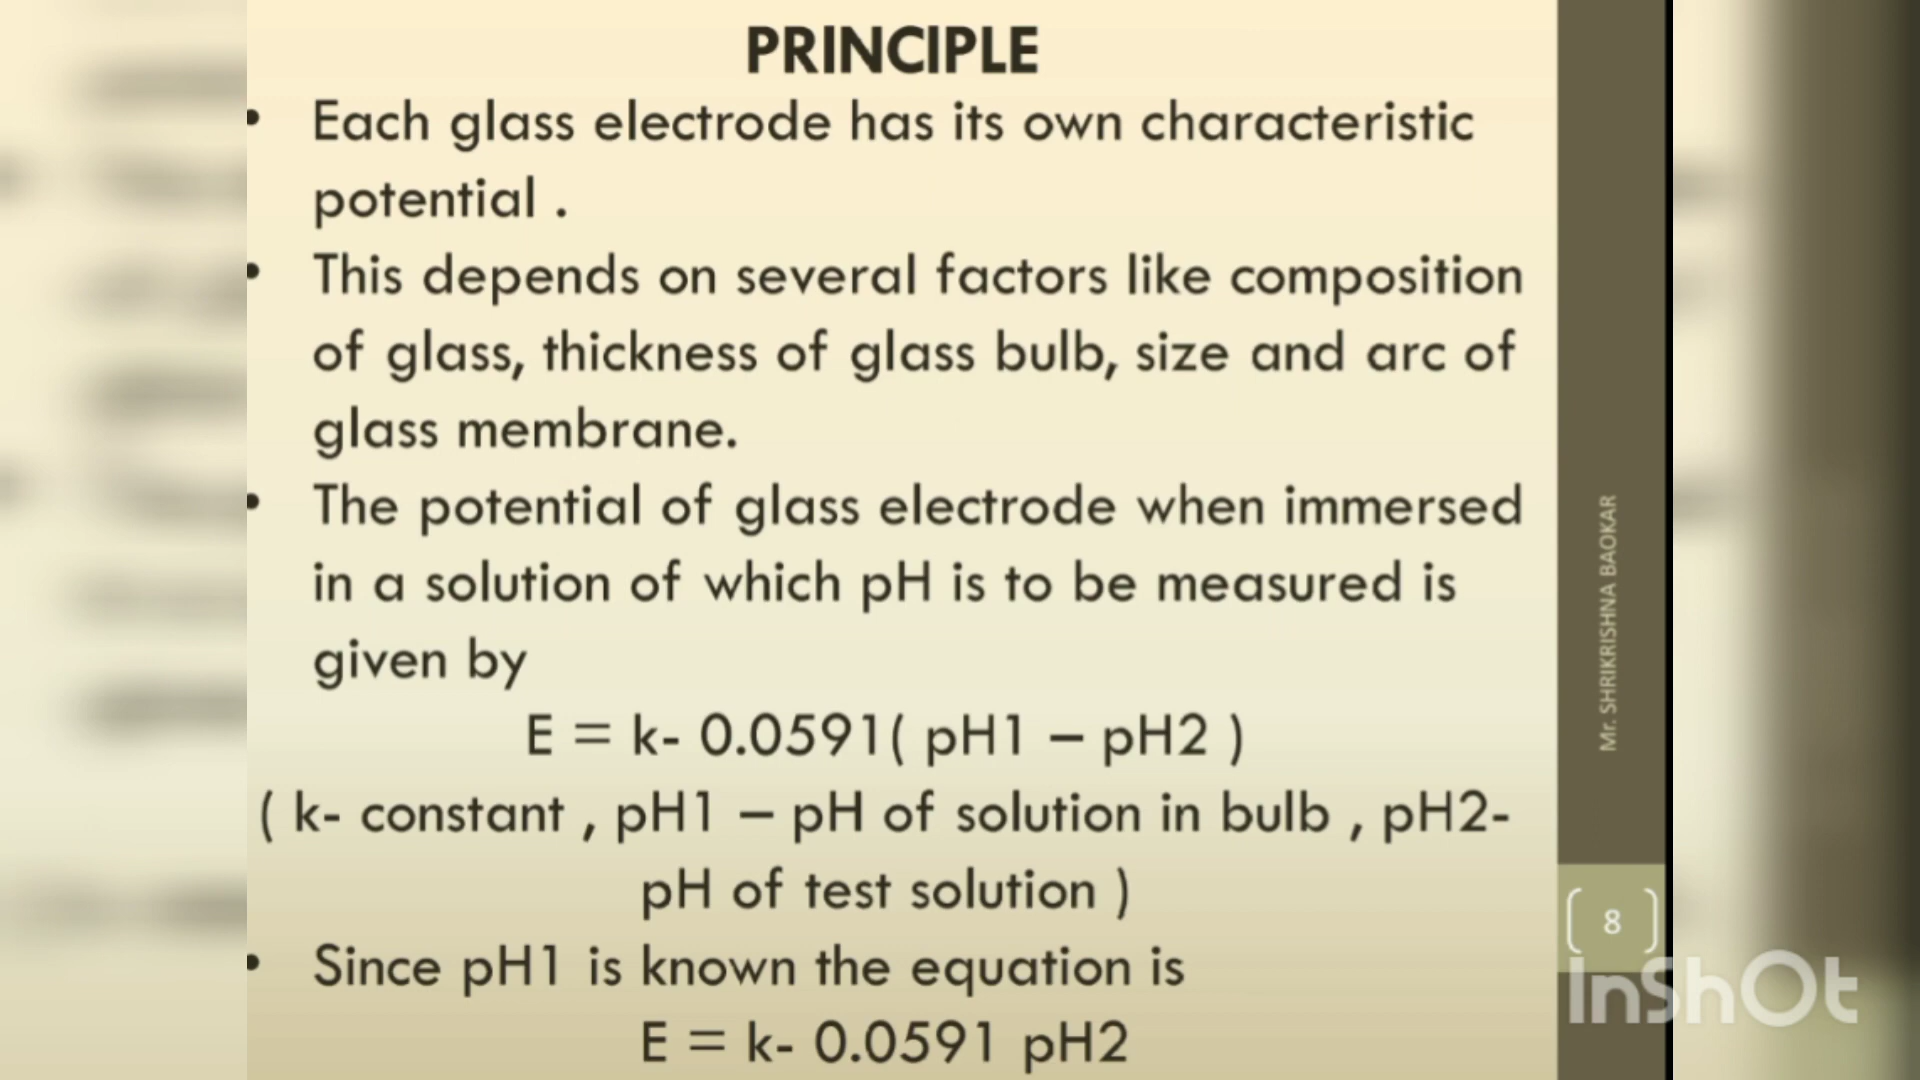 PRINCIPLE
• Each glass electrode has its own characteristic
potential .
• This depends on several factors like composition
of glass, thickness of glass bulb, size and arc of
glass membrane.
• The potential of glass electrode when immersed
in a solution of which pH is to be measured is
given by
E = k- 0.0591( pH1 – pH2 )
( k- constant , pH1 – pH of solution in bulb , pH2-
pH of test solution )
• Since pH1 is known the equation is
E = k- 0.0591 pH2
Mr. SHRIKRISHNA BAOKAR
8
InShOt